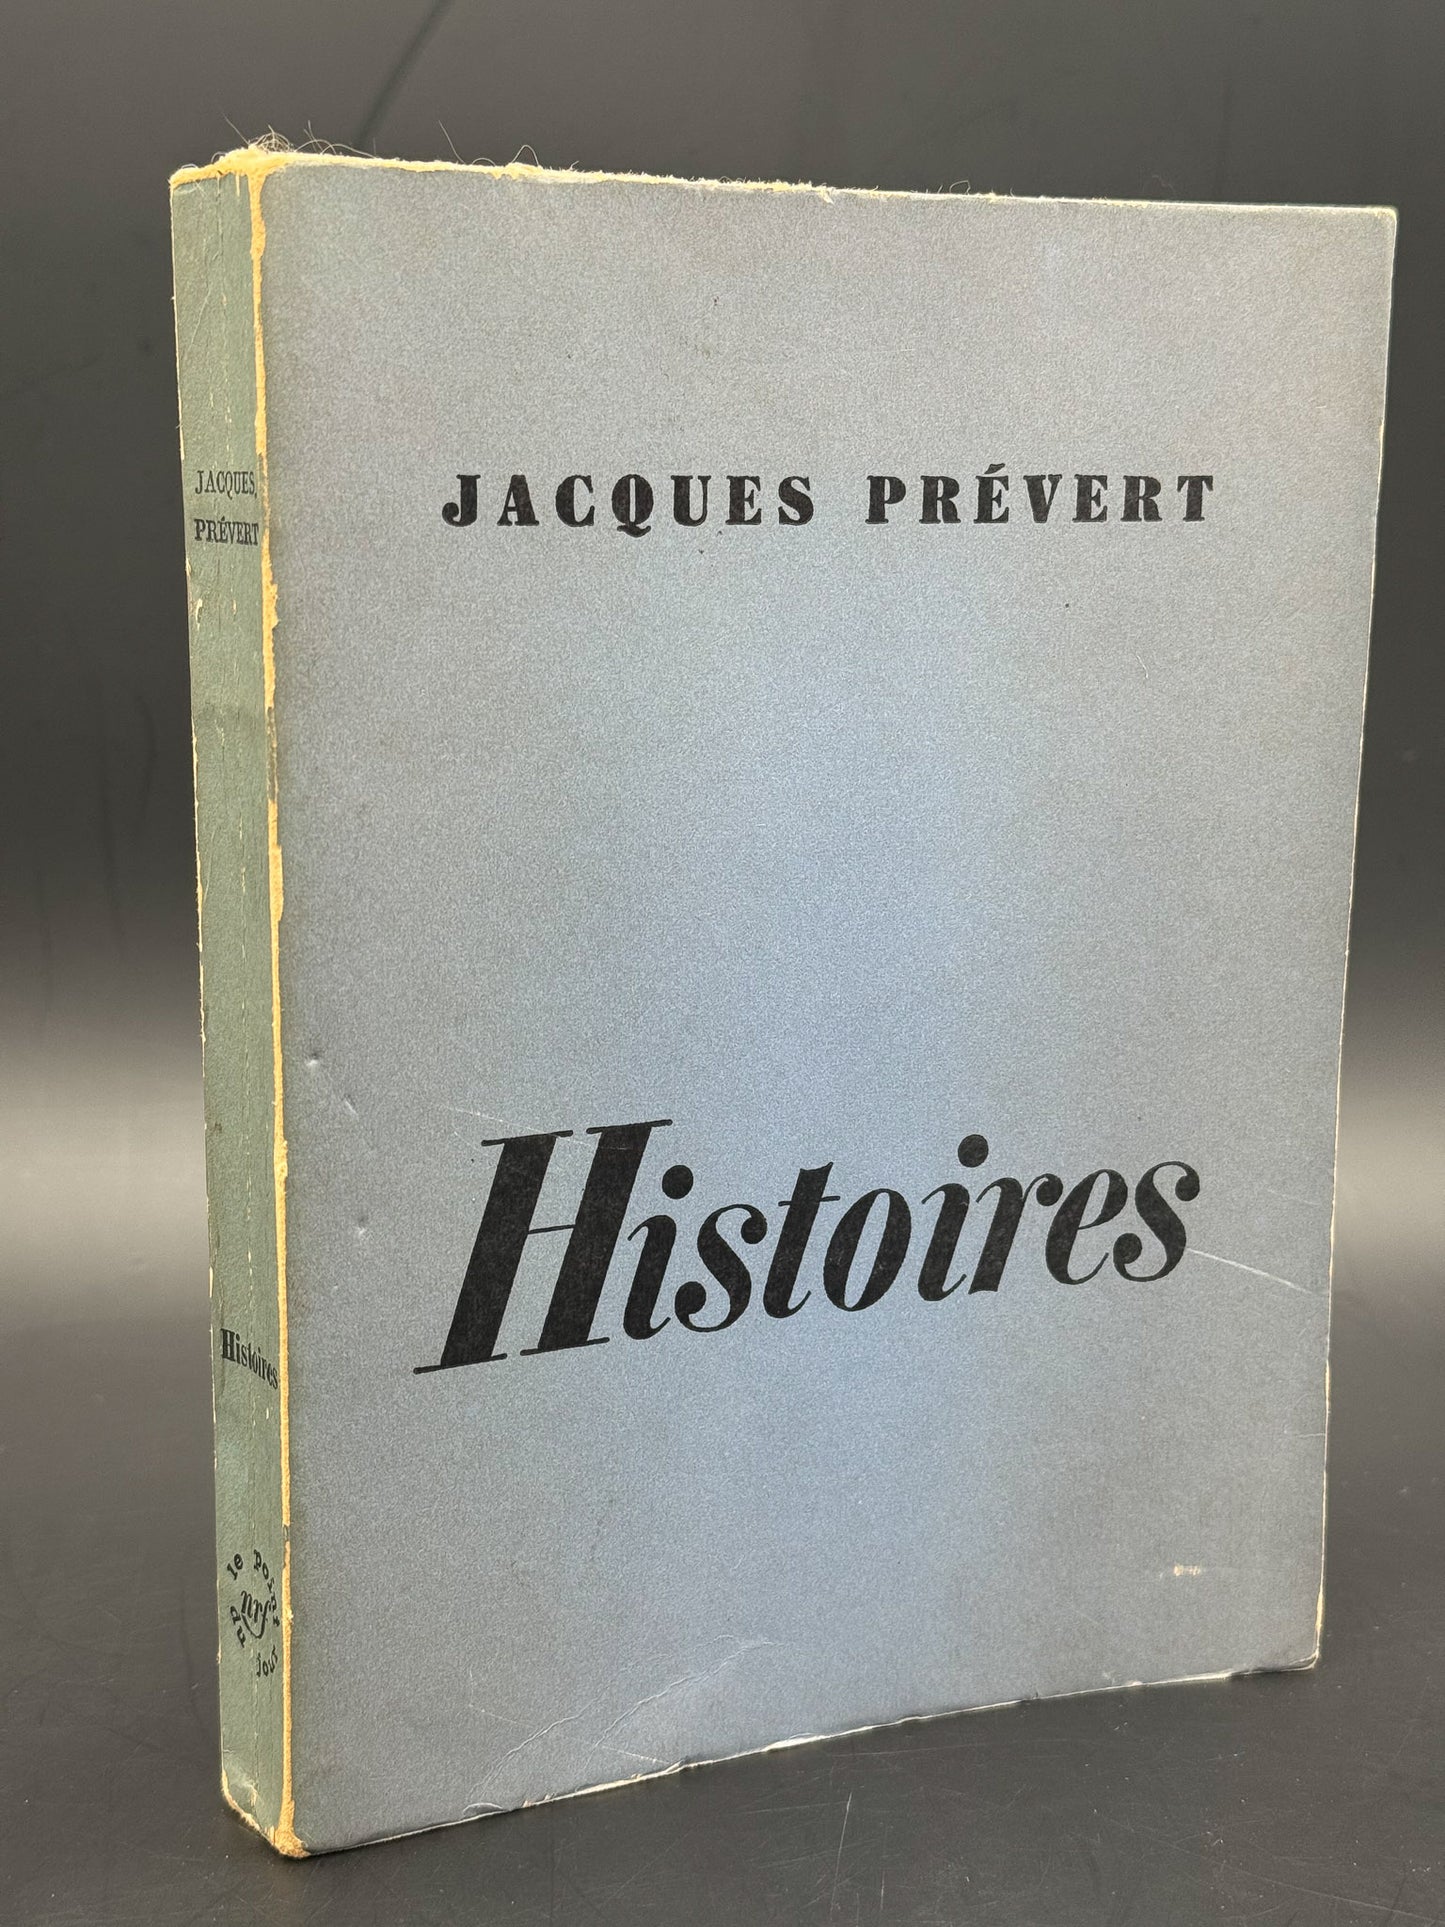 JACQUES
PRÉVERT
Histoires
le point du jour
nrf
JACQUES PRÉVERT
Histoires